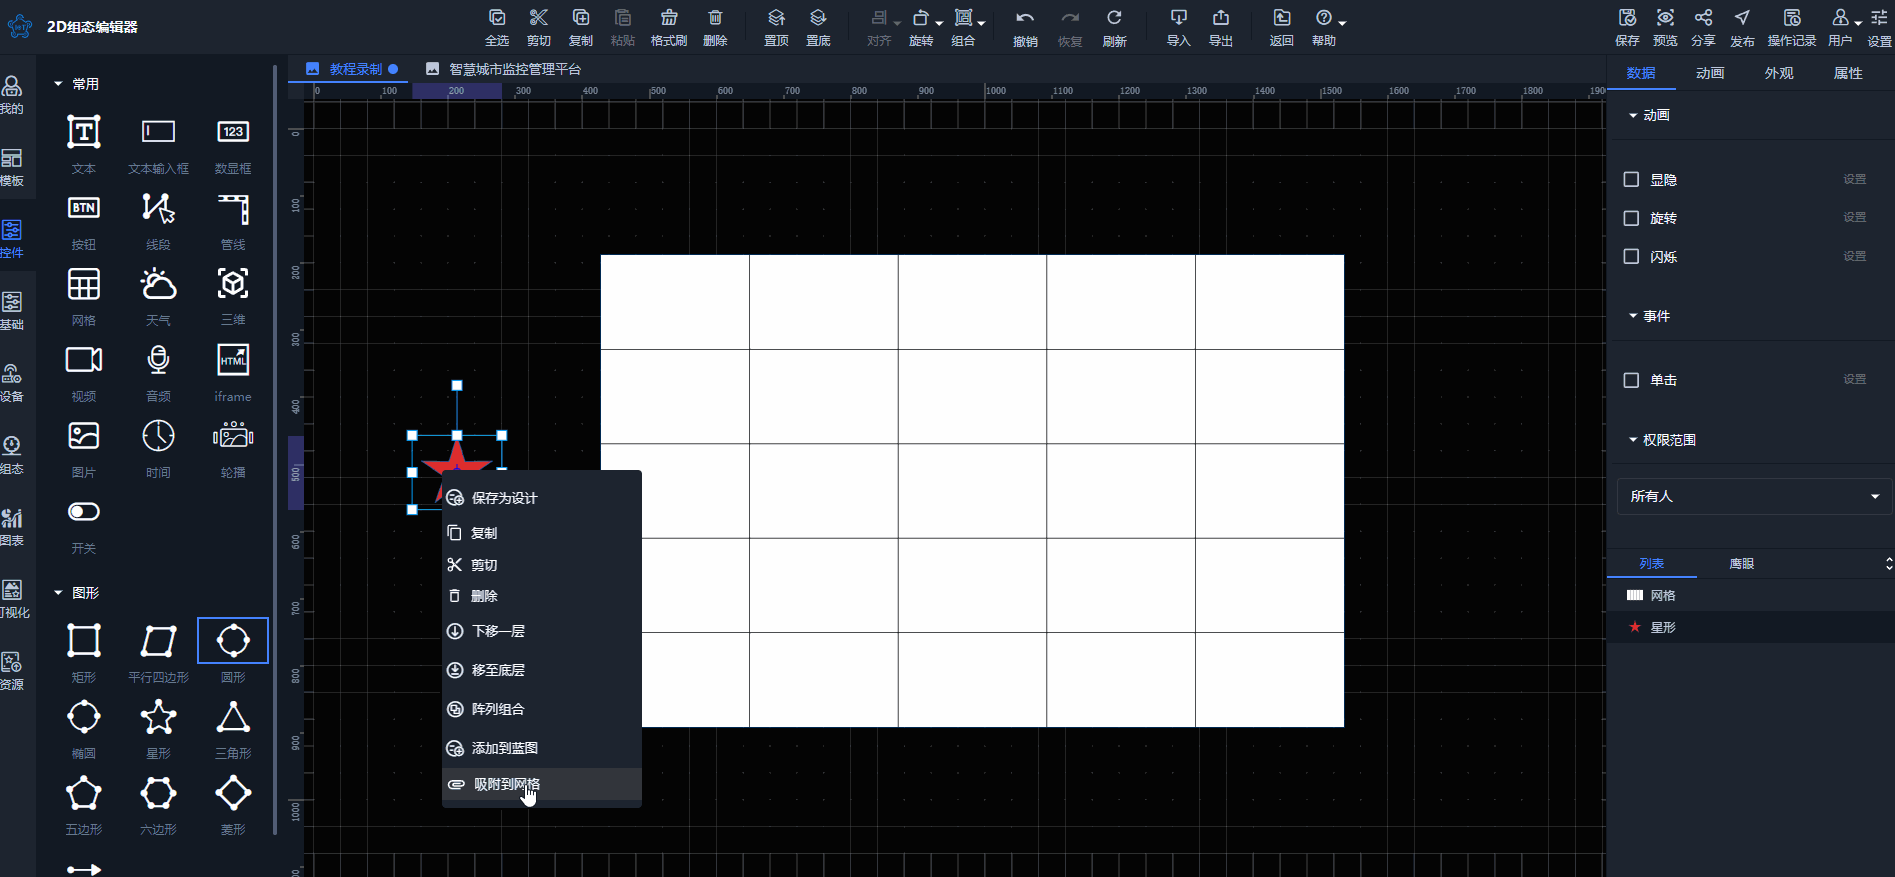 2D组态编辑器
全选 剪切 复制 粘贴 格式刷 删除 置顶 置底 对齐 旋转 组合 撤销 恢复 刷新 导入 导出 返回 帮助 保存 预览 分享 发布 操作记录 用户 设置
教程录制 智慧城市监控管理平台
数据 动画 外观 属性
0 100 200 300 400 500 600 700 800 900 1000 1100 1200 1300 1400 1500 1600 1700 1800 1900
0
100
200
300
400
500
600
700
800
900
1000
我的
模板
控件
基础
设备
组态
图表
可视化
资源
常用
T 123
文本 文本输入框 数显框
BTN
按钮 线段 管线
网格 天气 三维
HTML
视频 音频 iframe
图片 时间 轮播
开关
图形
矩形 平行四边形 圆形
椭圆 星形 三角形
五边形 六边形 菱形
保存为设计
复制
剪切
删除
下移一层
移至底层
阵列组合
添加到蓝图
吸附到网格
动画
显隐 设置
旋转 设置
闪烁 设置
事件
单击 设置
权限范围
所有人
列表 鹰眼
网格
星形